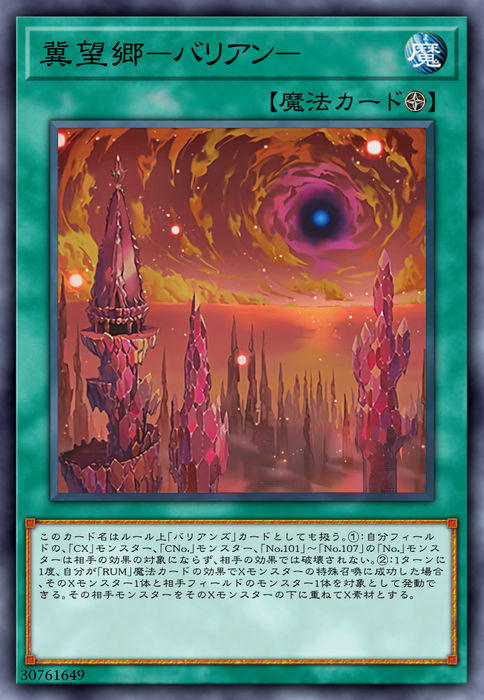 冀望郷－バリアン－
魔
【魔法カード】
このカード名はルール上「バリアンズ」カードとしても扱う。①：自分フィール
ドの、「CX」モンスター、「CNo.」モンスター、「No.101」～「No.107」の「No.」モンス
ターは相手の効果の対象にならず、相手の効果では破壊されない。②：1ターンに
1度、自分が「RUM」魔法カードの効果でXモンスターの特殊召喚に成功した場合
、そのXモンスター1体と相手フィールドのモンスター1体を対象として発動で
きる。その相手モンスターをそのXモンスターの下に重ねてX素材とする。
30761649